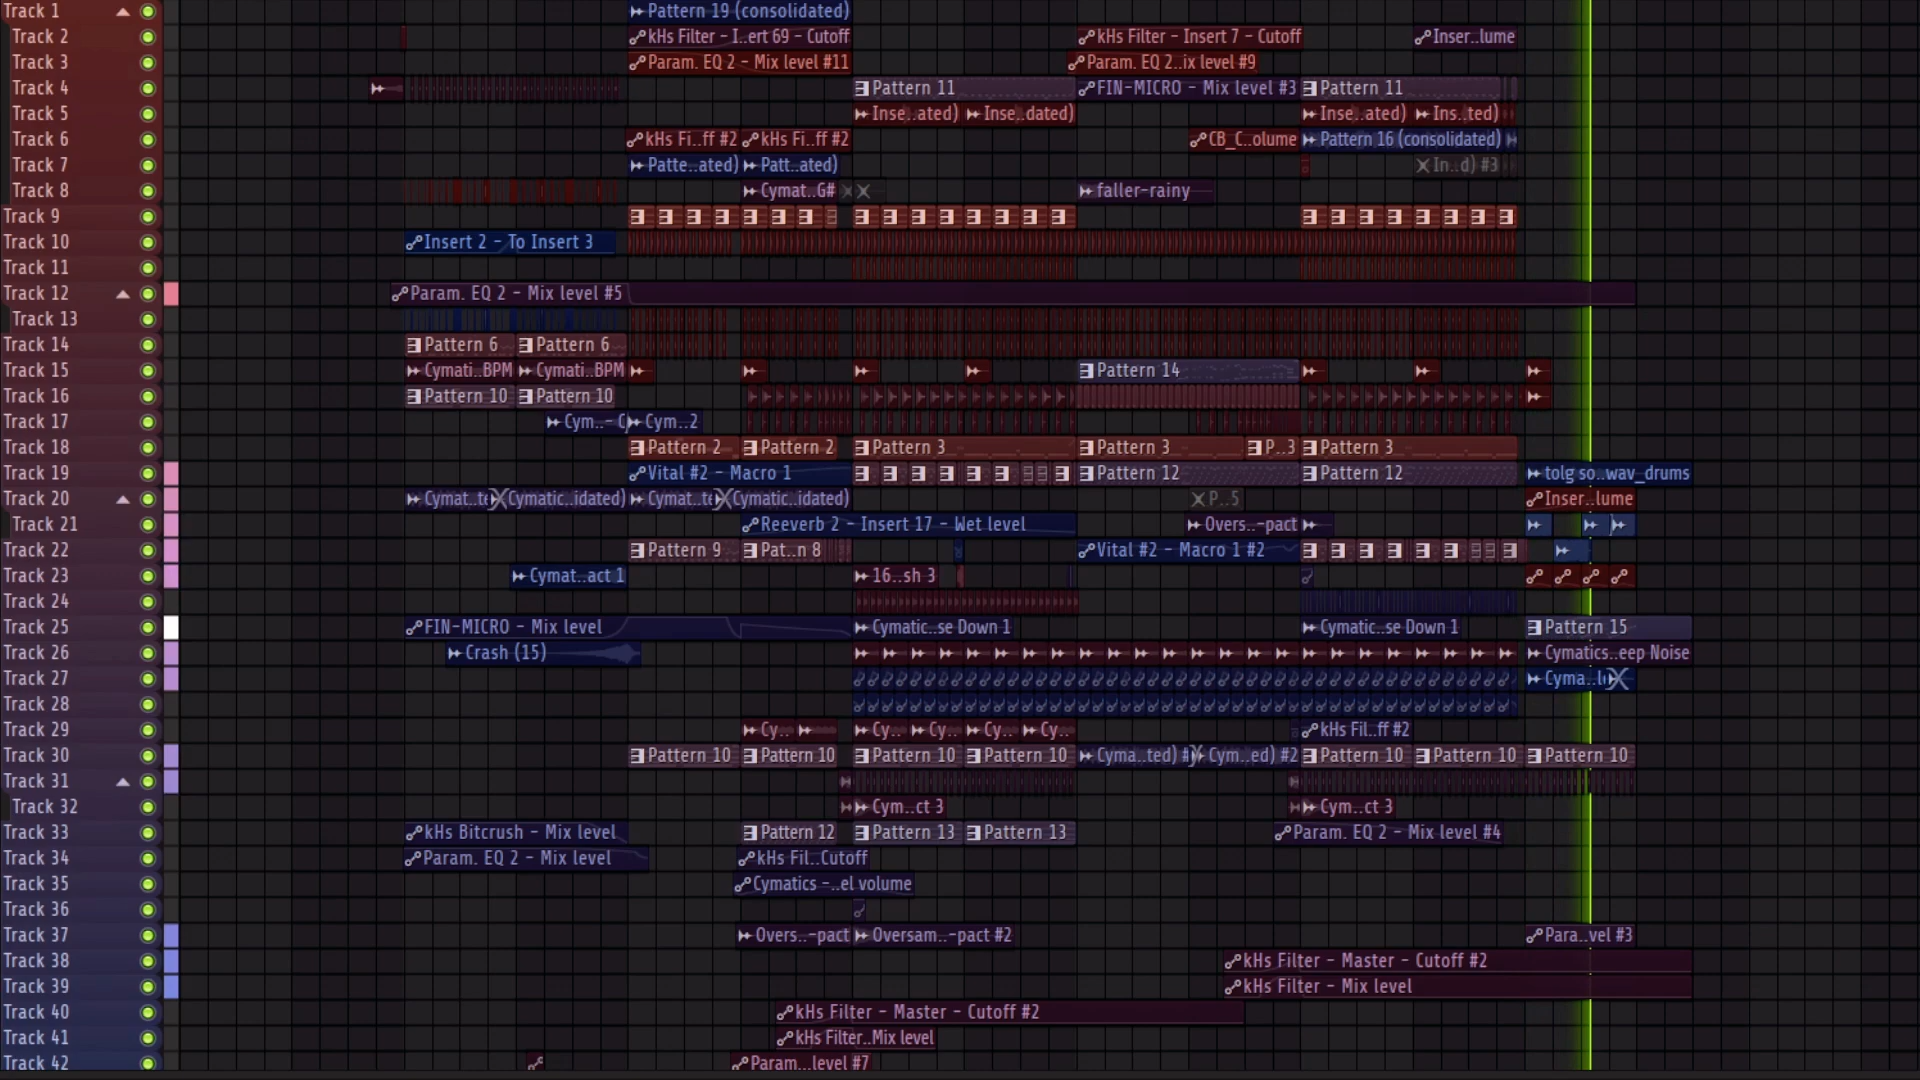 Track 1 Pattern 19 (consolidated)
Track 2 kHs Filter - I..ert 69 - Cutoff kHs Filter - Insert 7 - Cutoff Inser..lume
Track 3 Param. EQ 2 - Mix level #11 Param. EQ 2..ix level #9
Track 4 Pattern 11 FIN-MICRO - Mix level #3 Pattern 11
Track 5 Inse..ated) Inse..dated) Inse..ated) Ins..ted)
Track 6 kHs Fi..ff #2 kHs Fi..ff #2 CB_C..olume Pattern 16 (consolidated)
Track 7 Patte..ated) Patt..ated) In..d) #3
Track 8 Cymat..G# faller-rainy
Track 9
Track 10 Insert 2 - To Insert 3
Track 11
Track 12 Param. EQ 2 - Mix level #5
Track 13
Track 14 Pattern 6 Pattern 6
Track 15 Cymati..BPM Cymati..BPM Pattern 14
Track 16 Pattern 10 Pattern 10
Track 17 Cym..- C Cym..2
Track 18 Pattern 2 Pattern 2 Pattern 3 Pattern 3 P..3 Pattern 3
Track 19 Vital #2 - Macro 1 Pattern 12 Pattern 12 tolg so..wav_drums
Track 20 Cymat..te Cymatic..idated) Cymat..te Cymatic..idated) P..5 Inser..lume
Track 21 Reeverb 2 - Insert 17 - Wet level Overs..-pact
Track 22 Pattern 9 Pat..n 8 Vital #2 - Macro 1 #2
Track 23 Cymat..act 1 16..sh 3
Track 24
Track 25 FIN-MICRO - Mix level Cymatic..se Down 1 Cymatic..se Down 1 Pattern 15
Track 26 Crash (15) Cymatics..eep Noise
Track 27 Cyma..l
Track 28
Track 29 Cy.. Cy.. Cy.. Cy.. Cy.. kHs Fil..ff #2
Track 30 Pattern 10 Pattern 10 Pattern 10 Pattern 10 Cyma..ted) # Cym..ed) #2 Pattern 10 Pattern 10 Pattern 10
Track 31
Track 32 Cym..ct 3 Cym..ct 3
Track 33 kHs Bitcrush - Mix level Pattern 12 Pattern 13 Pattern 13 Param. EQ 2 - Mix level #4
Track 34 Param. EQ 2 - Mix level kHs Fil..Cutoff
Track 35 Cymatics -..el volume
Track 36
Track 37 Overs..-pact Oversam..-pact #2 Para..vel #3
Track 38 kHs Filter - Master - Cutoff #2
Track 39 kHs Filter - Mix level
Track 40 kHs Filter - Master - Cutoff #2
Track 41 kHs Filter..Mix level
Track 42 Param...level #7